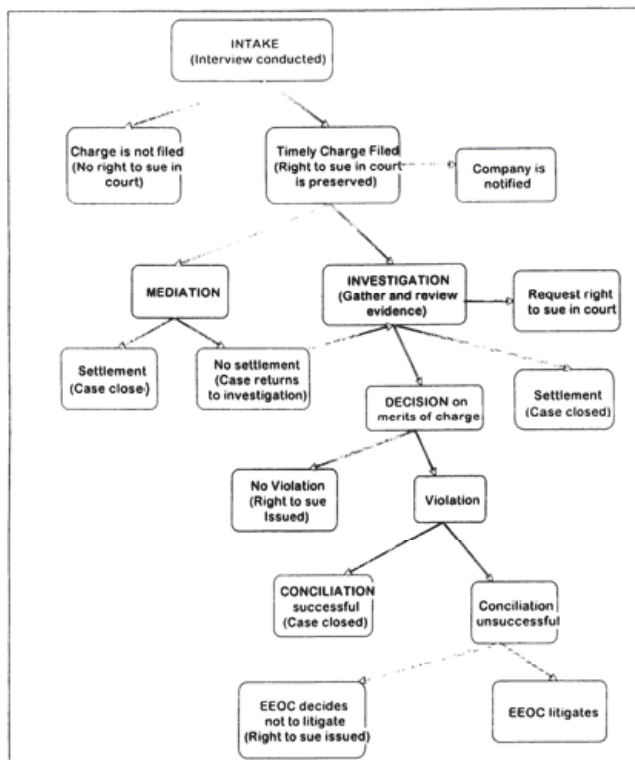 INTAKE
(Interview conducted)
Charge is not filed
(No right to sue in
court)
Timely Charge Filed
(Right to sue in court
is preserved)
Company is
notified
MEDIATION
INVESTIGATION
(Gather and review
evidence)
Request right
to sue in court
Settlement
(Case close
No settlement
(Case returns
to investigation)
DECISION on
merits of charge
Settlement
(Case closed)
No Violation
(Right to sue
Issued)
Violation
CONCILIATION
successful
(Case closed)
Conciliation
unsuccessful
EEOC decides
not to litigate
(Right to sue issued)
EEOC litigates